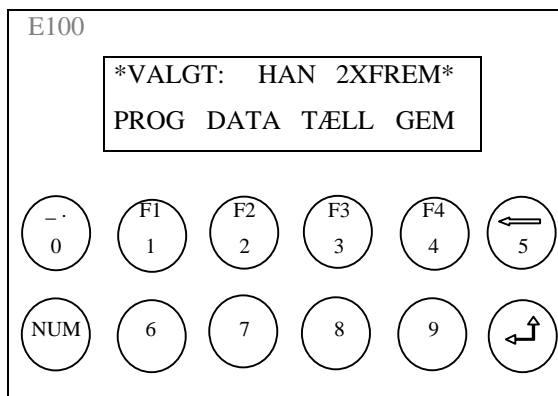 E100
*VALGT: HAN 2XFREM*
PROG DATA TÆLL GEM
_ . F1 F2 F3 F4
0 1 2 3 4 5
NUM 6 7 8 9